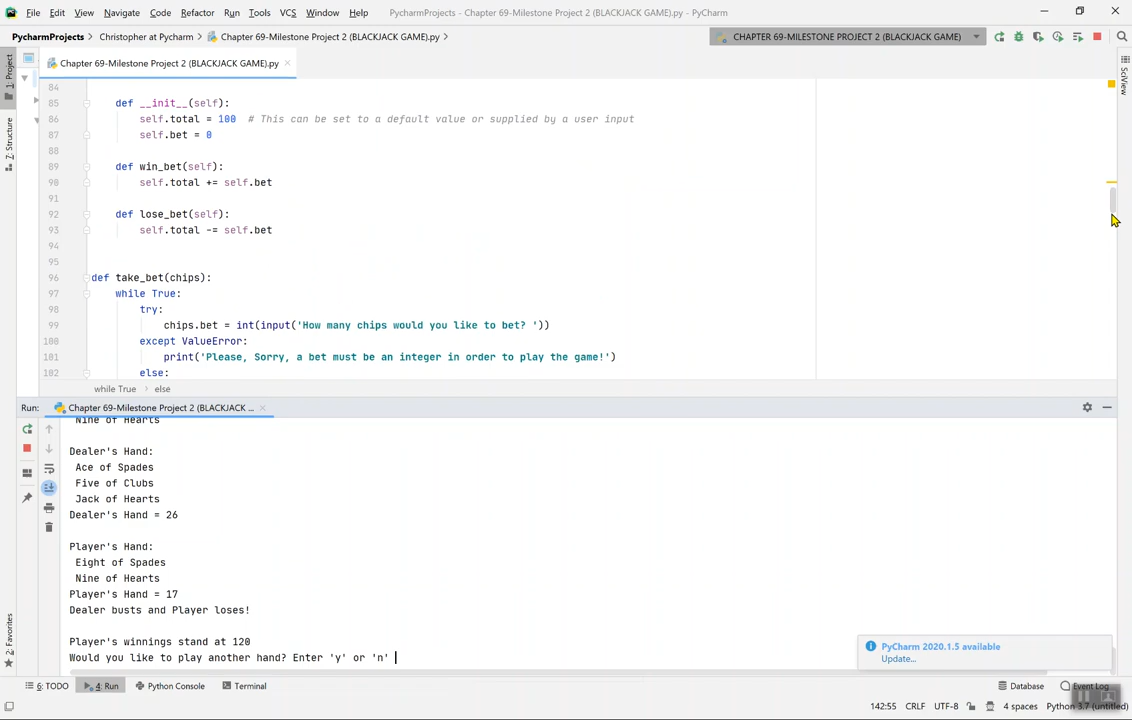 File Edit View Navigate Code Refactor Run Tools VCS Window Help PycharmProjects - Chapter 69-Milestone Project 2 (BLACKJACK GAME).py - PyCharm
PycharmProjects Christopher at Pycharm Chapter 69-Milestone Project 2 (BLACKJACK GAME).py CHAPTER 69-MILESTONE PROJECT 2 (BLACKJACK GAME)
Chapter 69-Milestone Project 2 (BLACKJACK GAME).py
1: Project
7: Structure
2: Favorites
SciView
84
85 def __init__(self):
86 self.total = 100 # This can be set to a default value or supplied by a user input
87 self.bet = 0
88
89 def win_bet(self):
90 self.total += self.bet
91
92 def lose_bet(self):
93 self.total -= self.bet
94
95
96 def take_bet(chips):
97 while True:
98 try:
99 chips.bet = int(input('How many chips would you like to bet? '))
100 except ValueError:
101 print('Please, Sorry, a bet must be an integer in order to play the game!')
102 else:
while True else
Run: Chapter 69-Milestone Project 2 (BLACKJACK ...
Nine of Hearts
Dealer's Hand:
Ace of Spades
Five of Clubs
Jack of Hearts
Dealer's Hand = 26
Player's Hand:
Eight of Spades
Nine of Hearts
Player's Hand = 17
Dealer busts and Player loses!
Player's winnings stand at 120
Would you like to play another hand? Enter 'y' or 'n'
PyCharm 2020.1.5 available
Update...
6: TODO 4: Run Python Console Terminal Database Event Log
142:55 CRLF UTF-8 4 spaces Python 3.7 (untitled)